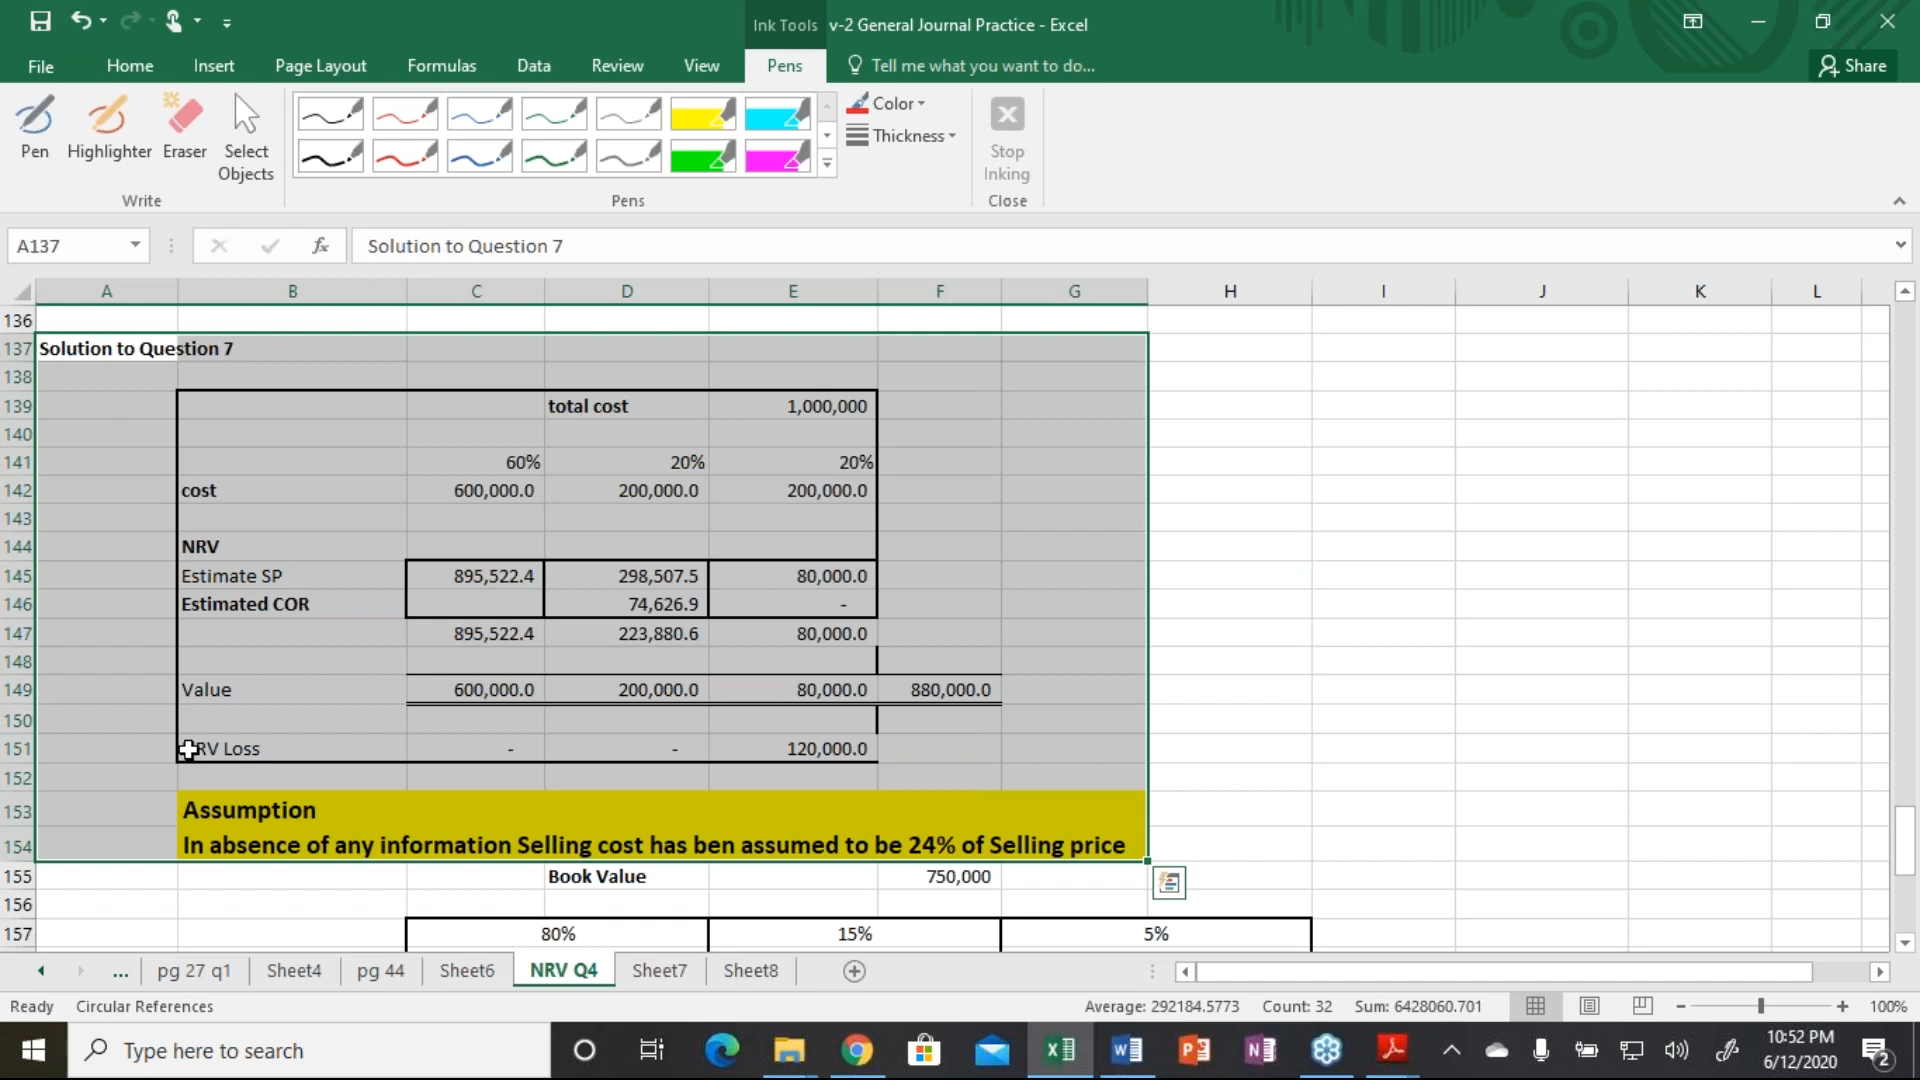 Ink Tools v-2 General Journal Practice - Excel
File Home Insert Page Layout Formulas Data Review View Pens Tell me what you want to do... Share
Color
Thickness
Pen Highlighter Eraser Select Objects Stop Inking
Write Pens Close
A137 fx Solution to Question 7
A B C D E F G H I J K L
136
137 Solution to Question 7
138
139 total cost 1,000,000
140
141 60% 20% 20%
142 cost 600,000.0 200,000.0 200,000.0
143
144 NRV
145 Estimate SP 895,522.4 298,507.5 80,000.0
146 Estimated COR 74,626.9 -
147 895,522.4 223,880.6 80,000.0
148
149 Value 600,000.0 200,000.0 80,000.0 880,000.0
150
151 RV Loss - - 120,000.0
152
153 Assumption
154 In absence of any information Selling cost has ben assumed to be 24% of Selling price
155 Book Value 750,000
156
157 80% 15% 5%
... pg 27 q1 Sheet4 pg 44 Sheet6 NRV Q4 Sheet7 Sheet8
Ready Circular References Average: 292184.5773 Count: 32 Sum: 6428060.701 100%
Type here to search 10:52 PM
6/12/2020 2